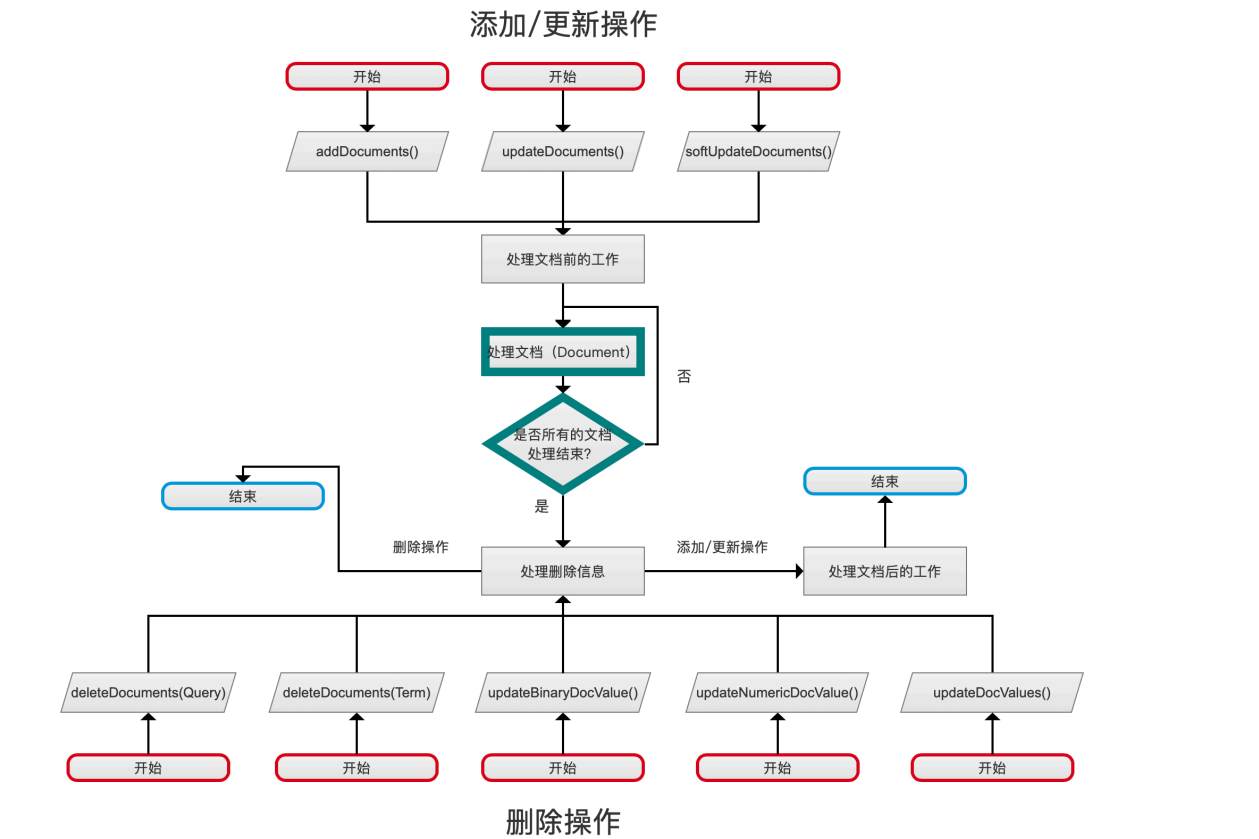 添加/更新操作
开始
开始
开始
addDocuments()
updateDocuments()
softUpdateDocuments()
处理文档前的工作
处理文档（Document）
否
是否所有的文档
处理结束?
结束
结束
是
删除操作
添加/更新操作
处理删除信息
处理文档后的工作
deleteDocuments(Query)
deleteDocuments(Term)
updateBinaryDocValue()
updateNumericDocValue()
updateDocValues()
开始
开始
开始
开始
开始
删除操作